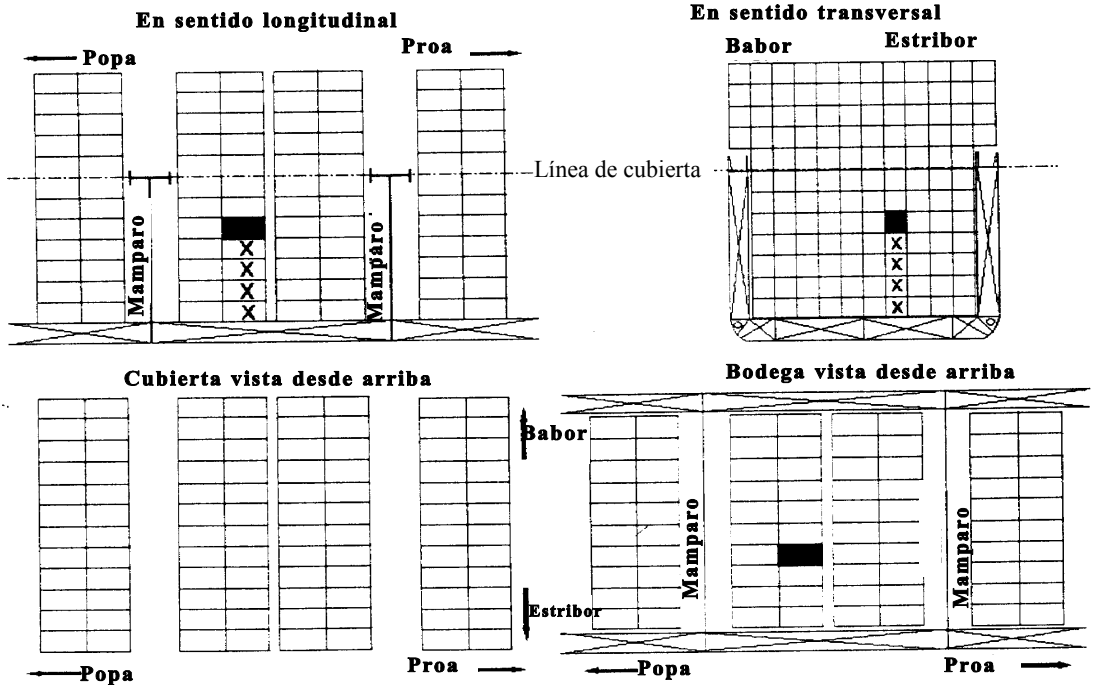 En sentido longitudinal
Popa
Proa
Mamparo
Mamparo
X
X
X
X
En sentido transversal
Babor
Estribor
Línea de cubierta
X
X
X
X
Cubierta vista desde arriba
Babor
Estribor
Popa
Proa
Bodega vista desde arriba
Mamparo
Mamparo
Popa
Proa